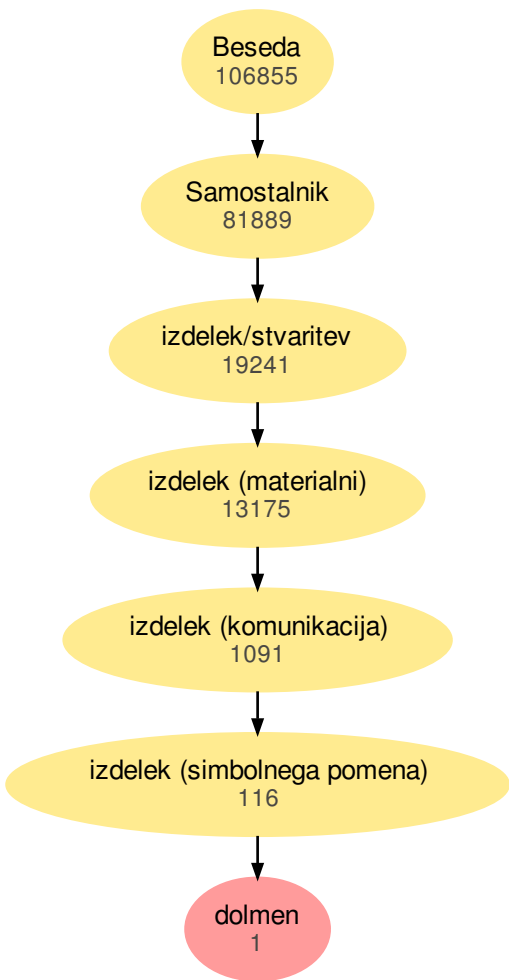 Beseda
106855
Samostalnik
81889
izdelek/stvaritev
19241
izdelek (materialni)
13175
izdelek (komunikacija)
1091
izdelek (simbolnega pomena)
116
dolmen
1